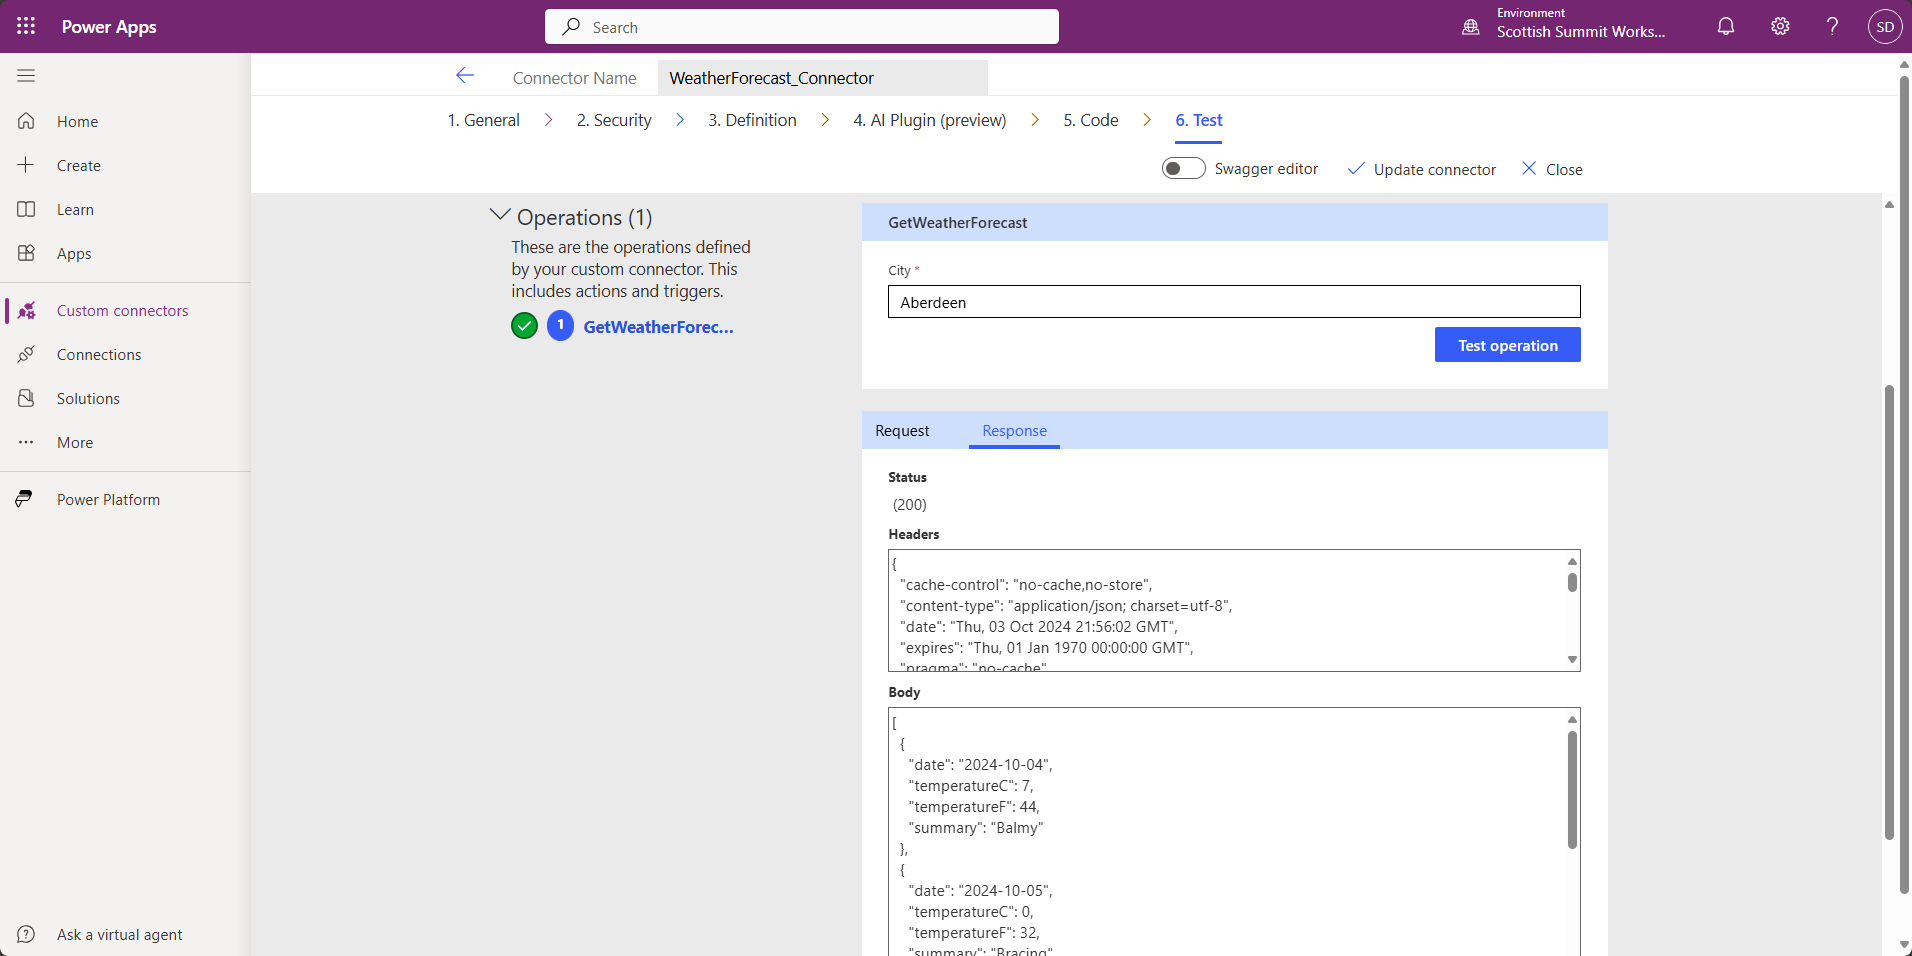 Power Apps
Search
Environment
Scottish Summit Works...
SD
Home
Create
Learn
Apps
Custom connectors
Connections
Solutions
More
Power Platform
Ask a virtual agent
Connector Name
WeatherForecast_Connector
1. General
2. Security
3. Definition
4. AI Plugin (preview)
5. Code
6. Test
Swagger editor
Update connector
Close
Operations (1)
These are the operations defined
by your custom connector. This
includes actions and triggers.
1
GetWeatherForec...
GetWeatherForecast
City *
Aberdeen
Test operation
Request
Response
Status
(200)
Headers
{
"cache-control": "no-cache,no-store",
"content-type": "application/json; charset=utf-8",
"date": "Thu, 03 Oct 2024 21:56:02 GMT",
"expires": "Thu, 01 Jan 1970 00:00:00 GMT",
"pragma": "no-cache"
Body
[
{
"date": "2024-10-04",
"temperatureC": 7,
"temperatureF": 44,
"summary": "Balmy"
},
{
"date": "2024-10-05",
"temperatureC": 0,
"temperatureF": 32,
"summary": "Bracing"